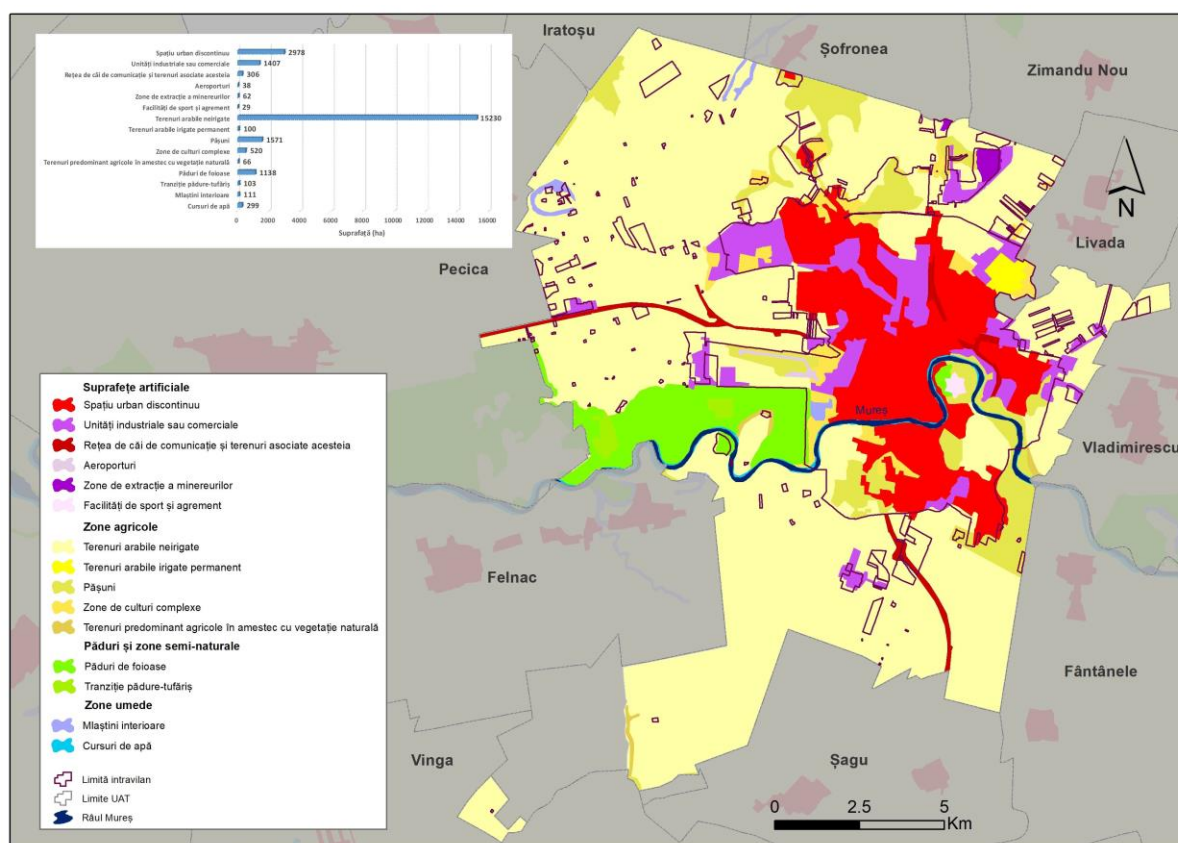 Iratoșu
Șofronea
Zimandu Nou
Spațiu urban discontinuu 2978
Unități industriale sau comerciale 1407
Rețea de căi de comunicație și terenuri asociate acesteia 306
Aeroporturi 38
Zone de extracție a minereurilor 62
Facilități de sport și agrement 29
Terenuri arabile neirigate 15230
Terenuri arabile irigate permanent 100
Pășuni 1571
Zone de culturi complexe 520
Terenuri predominant agricole în amestec cu vegetație naturală 66
Păduri de foioase 1138
Tranziție pădure-tufăriș 103
Mlaștini interioare 111
Cursuri de apă 299
0 2000 4000 6000 8000 10000 12000 14000 16000
Suprafață (ha)
N
Livada
Pecica
Mureș
Vladimirescu
Felnac
Fântânele
Vinga
Șagu
Suprafețe artificiale
Spațiu urban discontinuu
Unități industriale sau comerciale
Rețea de căi de comunicație și terenuri asociate acesteia
Aeroporturi
Zone de extracție a minereurilor
Facilități de sport și agrement
Zone agricole
Terenuri arabile neirigate
Terenuri arabile irigate permanent
Pășuni
Zone de culturi complexe
Terenuri predominant agricole în amestec cu vegetație naturală
Păduri și zone semi-naturale
Păduri de foioase
Tranziție pădure-tufăriș
Zone umede
Mlaștini interioare
Cursuri de apă
Limită intravilan
Limite UAT
Râul Mureș
0 2.5 5
Km